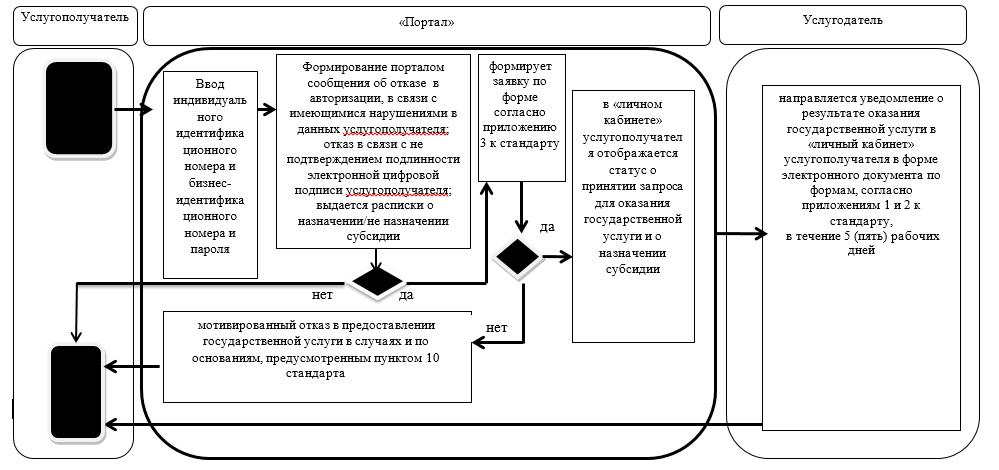 Услугополучатель
«Портал»
Услугодатель
Ввод
индивидуаль
ного
идентифика
ционного
номера и
бизнес-
идентифика
ционного
номера и
пароля
Формирование порталом
сообщения об отказе в
авторизации, в связи с
имеющимися нарушениями в
данных услугополучателя;
отказ в связи с не
подтверждением подлинности
электронной цифровой
подписи услугополучателя;
выдается расписки о
назначении/не назначении
субсидии
формирует
заявку по
форме
согласно
приложению
3 к стандарту
в «личном
кабинете»
услугополучател
я отображается
статус о
принятии запроса
для оказания
государственной
услуги и о
назначении
субсидии
направляется уведомление о
результате оказания
государственной услуги в
«личный кабинет»
услугополучателя в форме
электронного документа по
формам, согласно
приложениям 1 и 2 к
стандарту,
в течение 5 (пять) рабочих
дней
да
нет
да
нет
мотивированный отказ в предоставлении
государственной услуги в случаях и по
основаниям, предусмотренным пунктом 10
стандарта